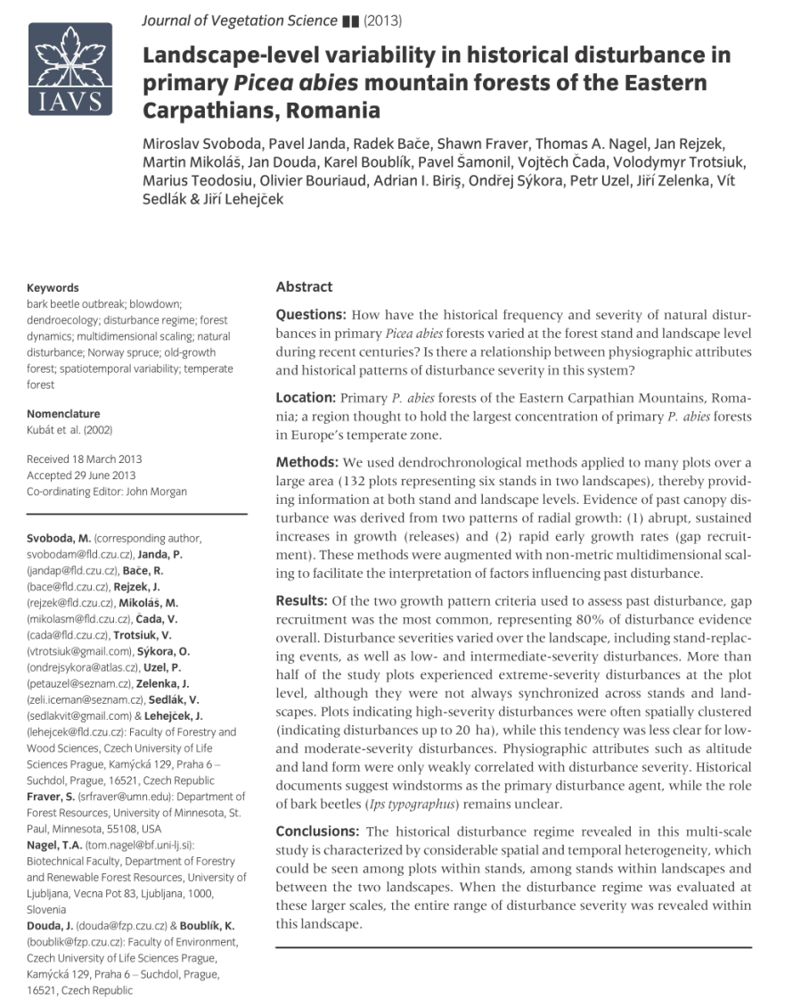 Journal of Vegetation Science ■■ (2013)
IAVS
Landscape-level variability in historical disturbance in
primary Picea abies mountain forests of the Eastern
Carpathians, Romania
Miroslav Svoboda, Pavel Janda, Radek Bače, Shawn Fraver, Thomas A. Nagel, Jan Rejzek,
Martin Mikoláš, Jan Douda, Karel Boublík, Pavel Šamonil, Vojtěch Čada, Volodymyr Trotsiuk,
Marius Teodosiu, Olivier Bouriaud, Adrian I. Biriş, Ondřej Sýkora, Petr Uzel, Jiří Zelenka, Vít
Sedlák & Jiří Lehejček
Keywords
bark beetle outbreak; blowdown;
dendroecology; disturbance regime; forest
dynamics; multidimensional scaling; natural
disturbance; Norway spruce; old-growth
forest; spatiotemporal variability; temperate
forest
Nomenclature
Kubát et al. (2002)
Received 18 March 2013
Accepted 29 June 2013
Co-ordinating Editor: John Morgan
Svoboda, M. (corresponding author,
svobodam@fld.czu.cz), Janda, P.
(jandap@fld.czu.cz), Bače, R.
(bace@fld.czu.cz), Rejzek, J.
(rejzek@fld.czu.cz), Mikoláš, M.
(mikolasm@fld.czu.cz), Čada, V.
(cada@fld.czu.cz), Trotsiuk, V.
(vtrotsiuk@gmail.com), Sýkora, O.
(ondrejsykora@atlas.cz), Uzel, P.
(petauzel@seznam.cz), Zelenka, J.
(zeli.iceman@seznam.cz), Sedlák, V.
(sedlakvit@gmail.com) & Lehejček, J.
(lehejcek@fld.czu.cz): Faculty of Forestry and
Wood Sciences, Czech University of Life
Sciences Prague, Kamýcká 129, Praha 6 –
Suchdol, Prague, 16521, Czech Republic
Fraver, S. (srfraver@umn.edu): Department of
Forest Resources, University of Minnesota, St.
Paul, Minnesota, 55108, USA
Nagel, T.A. (tom.nagel@bf.uni-lj.si):
Biotechnical Faculty, Department of Forestry
and Renewable Forest Resources, University of
Ljubljana, Vecna Pot 83, Ljubljana, 1000,
Slovenia
Douda, J. (douda@fzp.czu.cz) & Boublík, K.
(boublik@fzp.czu.cz): Faculty of Environment,
Czech University of Life Sciences Prague,
Kamýcká 129, Praha 6 – Suchdol, Prague,
16521, Czech Republic
Abstract
Questions: How have the historical frequency and severity of natural distur-
bances in primary Picea abies forests varied at the forest stand and landscape level
during recent centuries? Is there a relationship between physiographic attributes
and historical patterns of disturbance severity in this system?
Location: Primary P. abies forests of the Eastern Carpathian Mountains, Roma-
nia; a region thought to hold the largest concentration of primary P. abies forests
in Europe's temperate zone.
Methods: We used dendrochronological methods applied to many plots over a
large area (132 plots representing six stands in two landscapes), thereby provid-
ing information at both stand and landscape levels. Evidence of past canopy dis-
turbance was derived from two patterns of radial growth: (1) abrupt, sustained
increases in growth (releases) and (2) rapid early growth rates (gap recruit-
ment). These methods were augmented with non-metric multidimensional scal-
ing to facilitate the interpretation of factors influencing past disturbance.
Results: Of the two growth pattern criteria used to assess past disturbance, gap
recruitment was the most common, representing 80% of disturbance evidence
overall. Disturbance severities varied over the landscape, including stand-replac-
ing events, as well as low- and intermediate-severity disturbances. More than
half of the study plots experienced extreme-severity disturbances at the plot
level, although they were not always synchronized across stands and land-
scapes. Plots indicating high-severity disturbances were often spatially clustered
(indicating disturbances up to 20 ha), while this tendency was less clear for low-
and moderate-severity disturbances. Physiographic attributes such as altitude
and land form were only weakly correlated with disturbance severity. Historical
documents suggest windstorms as the primary disturbance agent, while the role
of bark beetles (Ips typographus) remains unclear.
Conclusions: The historical disturbance regime revealed in this multi-scale
study is characterized by considerable spatial and temporal heterogeneity, which
could be seen among plots within stands, among stands within landscapes and
between the two landscapes. When the disturbance regime was evaluated at
these larger scales, the entire range of disturbance severity was revealed within
this landscape.